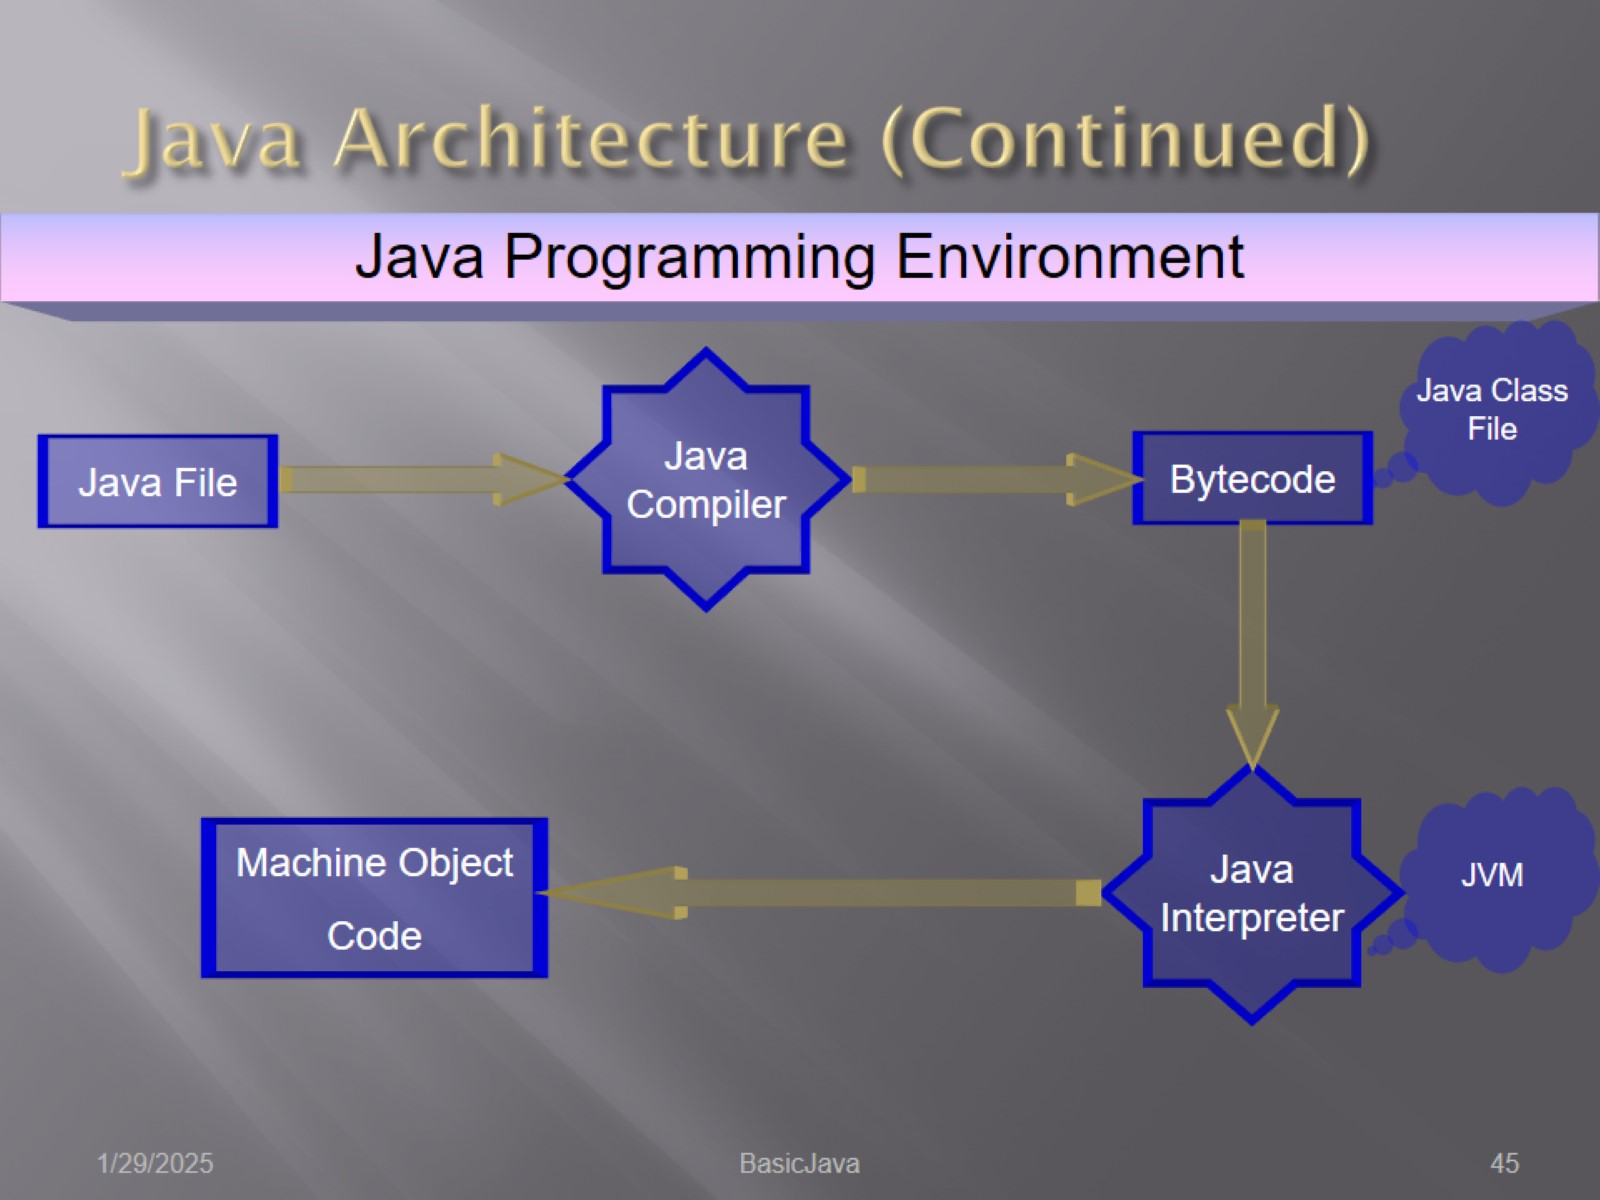 Java Architecture (Continued)
Java Programming Environment
Java File
Java
Compiler
Bytecode
Java Class
File
Machine Object
Code
Java
Interpreter
JVM
1/29/2025
BasicJava
45